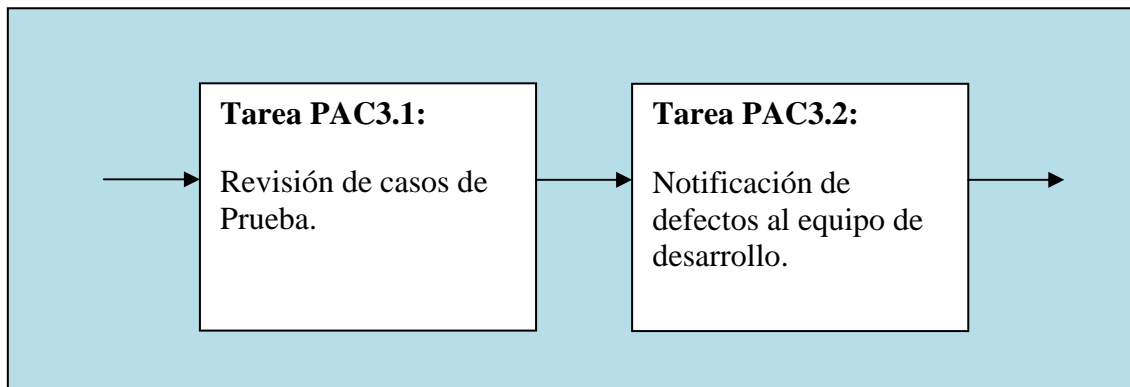 Tarea PAC3.1:
Revisión de casos de
Prueba.
Tarea PAC3.2:
Notificación de
defectos al equipo de
desarrollo.